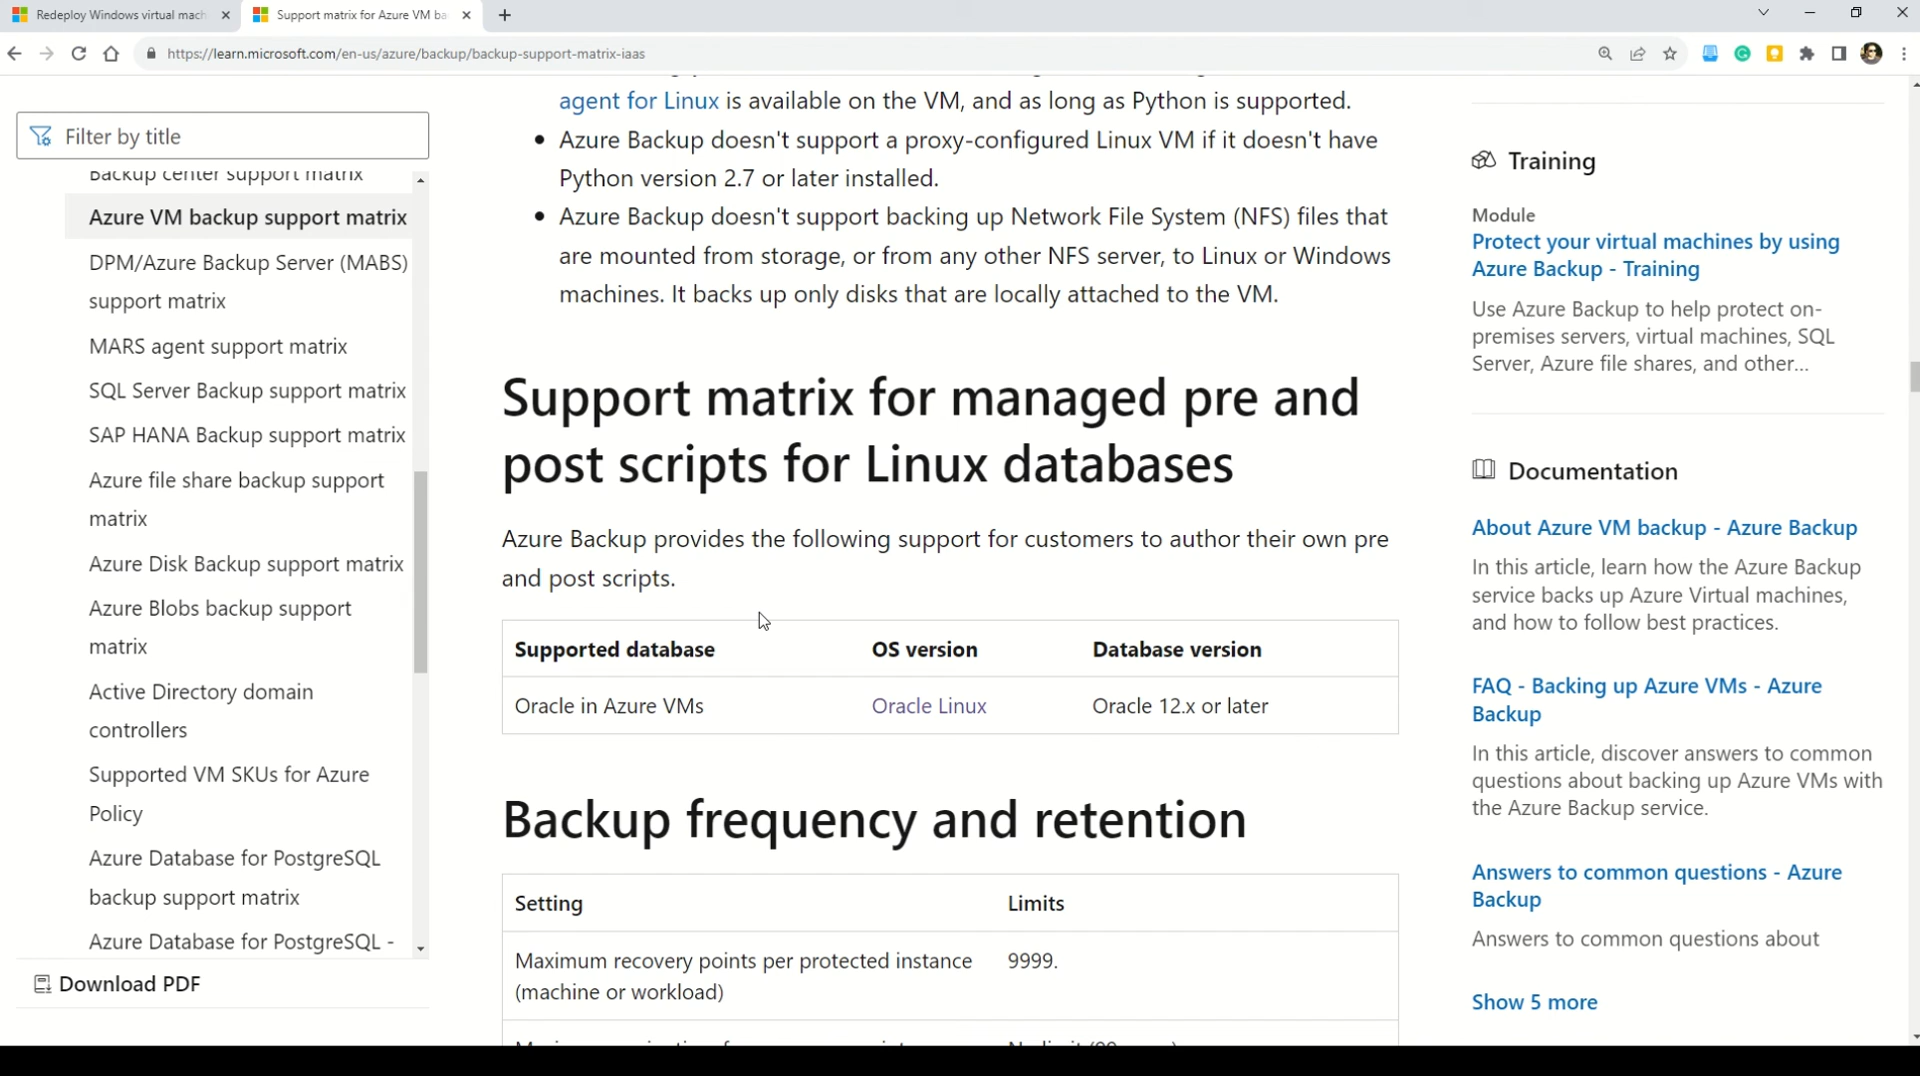 Redeploy Windows virtual mach
Support matrix for Azure VM ba
https://learn.microsoft.com/en-us/azure/backup/backup-support-matrix-iaas
Filter by title
Backup center support matrix
Azure VM backup support matrix
DPM/Azure Backup Server (MABS)
support matrix
MARS agent support matrix
SQL Server Backup support matrix
SAP HANA Backup support matrix
Azure file share backup support
matrix
Azure Disk Backup support matrix
Azure Blobs backup support
matrix
Active Directory domain
controllers
Supported VM SKUs for Azure
Policy
Azure Database for PostgreSQL
backup support matrix
Azure Database for PostgreSQL -
Download PDF
agent for Linux is available on the VM, and as long as Python is supported.
• Azure Backup doesn't support a proxy-configured Linux VM if it doesn't have
Python version 2.7 or later installed.
• Azure Backup doesn't support backing up Network File System (NFS) files that
are mounted from storage, or from any other NFS server, to Linux or Windows
machines. It backs up only disks that are locally attached to the VM.
Support matrix for managed pre and
post scripts for Linux databases
Azure Backup provides the following support for customers to author their own pre
and post scripts.
Supported database OS version Database version
Oracle in Azure VMs Oracle Linux Oracle 12.x or later
Backup frequency and retention
Setting Limits
Maximum recovery points per protected instance 9999.
(machine or workload)
Training
Module
Protect your virtual machines by using
Azure Backup - Training
Use Azure Backup to help protect on-
premises servers, virtual machines, SQL
Server, Azure file shares, and other...
Documentation
About Azure VM backup - Azure Backup
In this article, learn how the Azure Backup
service backs up Azure Virtual machines,
and how to follow best practices.
FAQ - Backing up Azure VMs - Azure
Backup
In this article, discover answers to common
questions about backing up Azure VMs with
the Azure Backup service.
Answers to common questions - Azure
Backup
Answers to common questions about
Show 5 more